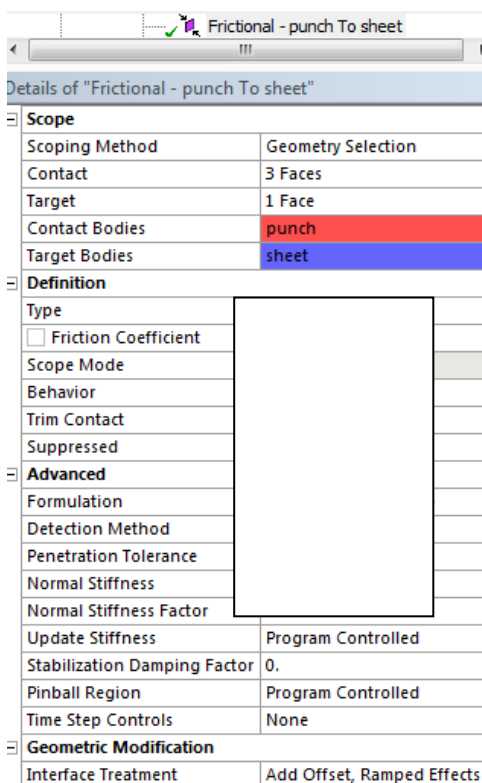 Frictional - punch To sheet
Details of "Frictional - punch To sheet"
Scope
Scoping Method Geometry Selection
Contact 3 Faces
Target 1 Face
Contact Bodies punch
Target Bodies sheet
Definition
Type
Friction Coefficient
Scope Mode
Behavior
Trim Contact
Suppressed
Advanced
Formulation
Detection Method
Penetration Tolerance
Normal Stiffness
Normal Stiffness Factor
Update Stiffness Program Controlled
Stabilization Damping Factor 0.
Pinball Region Program Controlled
Time Step Controls None
Geometric Modification
Interface Treatment Add Offset, Ramped Effects